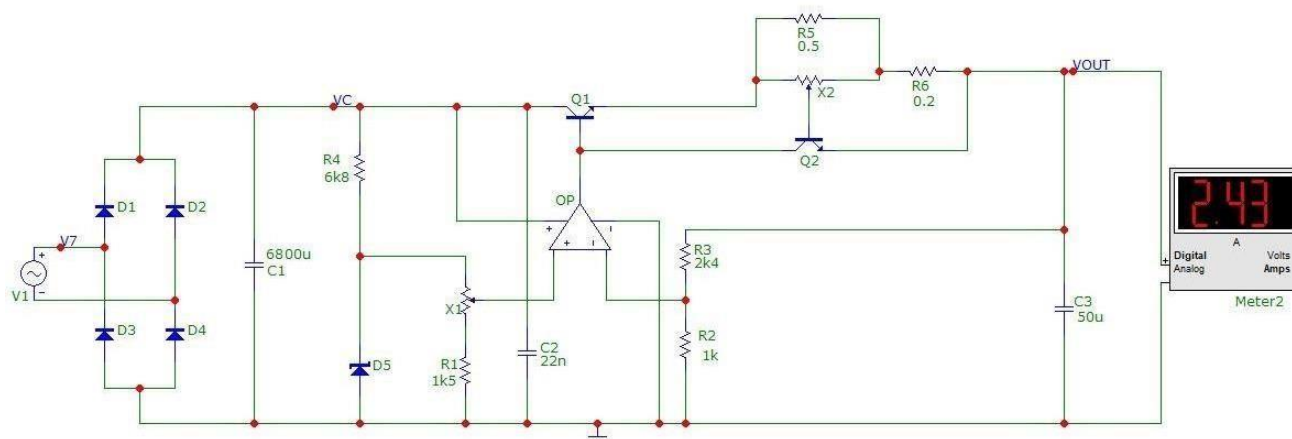 R5
0.5
VOUT
X2
R6
0.2
VC
Q1
R4
6k8
Q2
D1
D2
OP
V7
6800u
C1
+
-
V1
+
-
+
-
R3
2k4
2.43
A
Digital
Volts
Analog
Amps
+
-
Meter2
X1
C3
50u
D3
D4
D5
R1
1k5
C2
22n
R2
1k